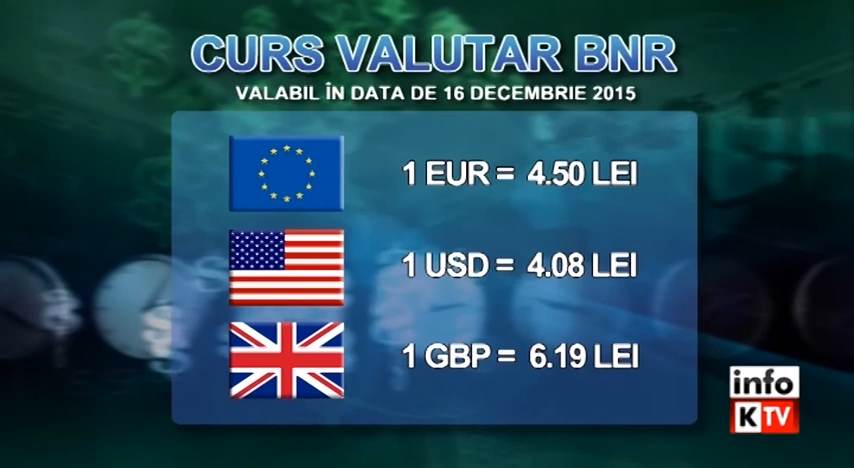 CURS VALUTAR BNR
VALABIL ÎN DATA DE 16 DECEMBRIE 2015
1 EUR = 4.50 LEI
1 USD = 4.08 LEI
1 GBP = 6.19 LEI
info
K TV